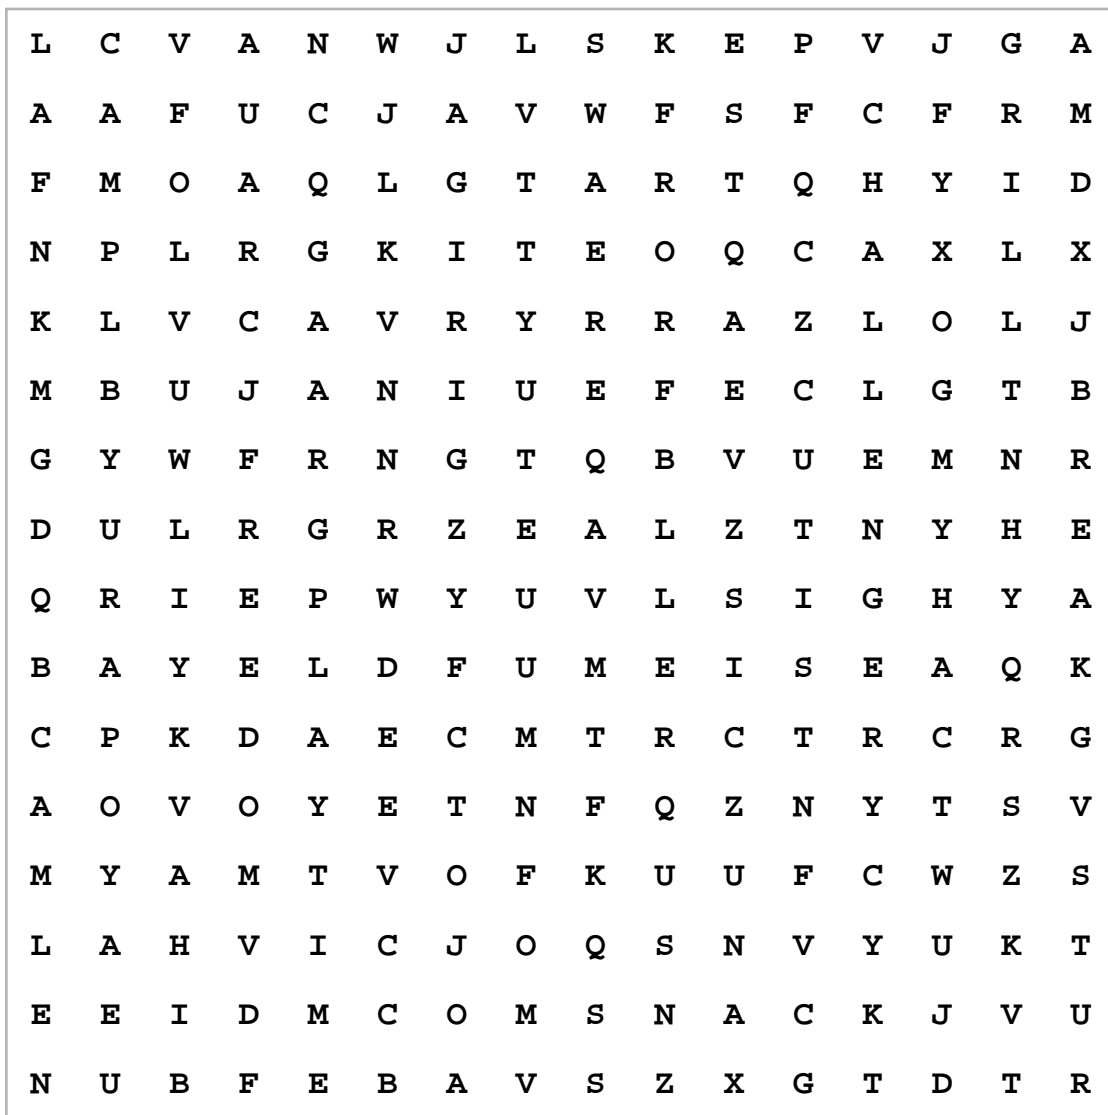 L C V A N W J L S K E P V J G A
A A F U C J A V W F S F C F R M
F M O A Q L G T A R T Q H Y I D
N P L R G K I T E O Q C A X L X
K L V C A V R Y R R A Z L O L J
M B U J A N I U E F E C L G T B
G Y W F R N G T Q B V U E M N R
D U L R G R Z E A L Z T N Y H E
Q R I E P W Y U V L S I G H Y A
B A Y E L D F U M E I S E A Q K
C P K D A E C M T R C T R C R G
A O V O Y E T N F Q Z N Y T S V
M Y A M T V O F K U U F C W Z S
L A H V I C J O Q S N V Y U K T
E E I D M C O M S N A C K J V U
N U B F E B A V S Z X G T D T R